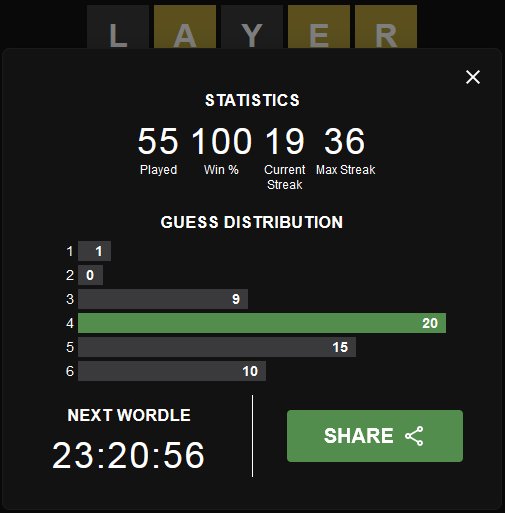 LAYER
STATISTICS
55 100 19 36
Played Win % Current Streak Max Streak
GUESS DISTRIBUTION
1 1
2 0
3 9
4 20
5 15
6 10
NEXT WORDLE
23:20:56
SHARE